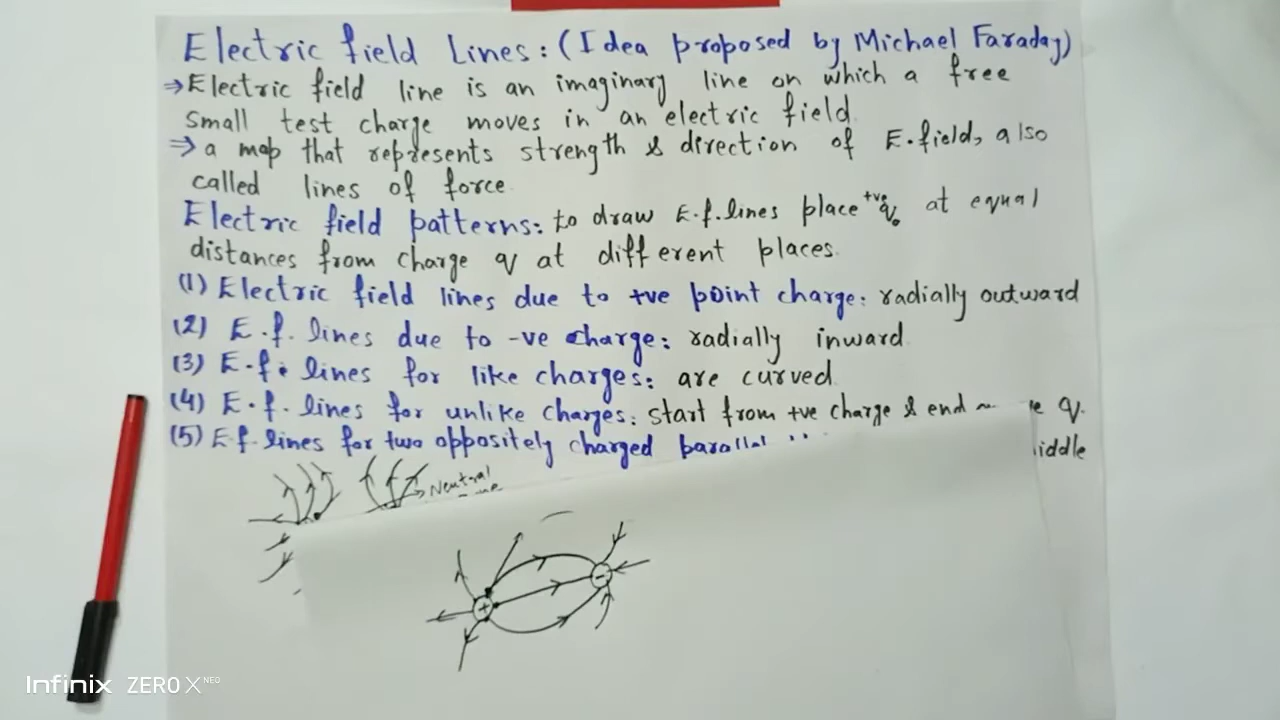 Electric field Lines: (Idea proposed by Michael Faraday)
⇒ Electric field line is an imaginary line on which a free
small test charge moves in an electric field.
⇒ a map that represents strength & direction of E.field, also
called lines of force.
Electric field patterns: to draw E.f.lines place +ve q₀ at equal
distances from charge q at different places.
(1) Electric field lines due to +ve point charge: radially outward
(2) E.f. lines due to -ve charge: radially inward
(3) E.f. lines for like charges: are curved.
(4) E.f. lines for unlike charges: start from +ve charge & end q.
(5) E.f. lines for two oppositely charged iddle
Neutral
+
-
Infinix ZERO X NEO